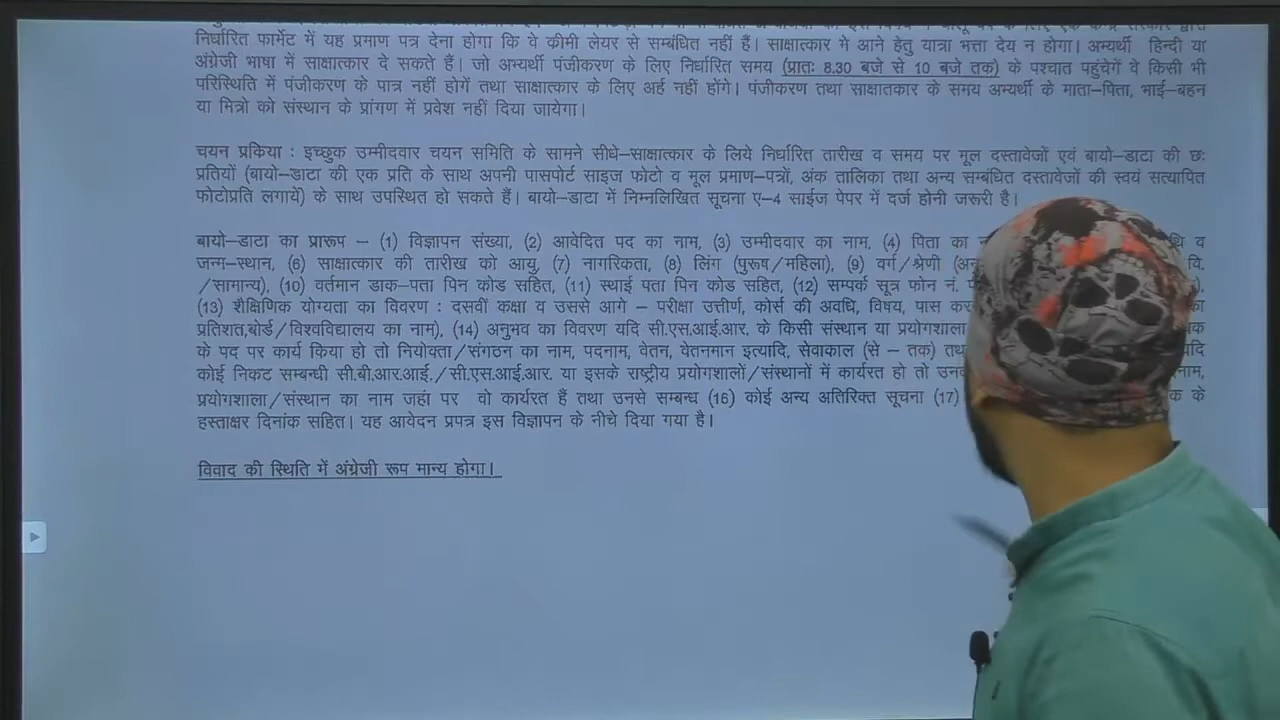 निर्धारित फार्मेट में यह प्रमाण पत्र देना होगा कि वे कीमी लेयर से सम्बंधित नहीं हैं। साक्षात्कार मे आने हेतु यात्रा भत्ता देय न होगा। अभ्यर्थी हिन्दी या
अंग्रेजी भाषा में साक्षात्कार दे सकते हैं। जो अभ्यर्थी पंजीकरण के लिए निर्धारित समय (प्रातः 8.30 बजे से 10 बजे तक) के पश्चात पहुंचेगें वे किसी भी
परिस्थिति में पंजीकरण के पात्र नहीं होगें तथा साक्षात्कार के लिए अर्ह नहीं होंगे। पंजीकरण तथा साक्षातकार के समय अभ्यर्थी के माता–पिता, भाई–बहन
या मित्रो को संस्थान के प्रांगण में प्रवेश नहीं दिया जायेगा।
चयन प्रकिया : इच्छुक उम्मीदवार चयन समिति के सामने सीधे–साक्षात्कार के लिये निर्धारित तारीख व समय पर मूल दस्तावेजों एवं बायो–डाटा की छः
प्रतियों (बायो–डाटा की एक प्रति के साथ अपनी पासपोर्ट साइज फोटो व मूल प्रमाण–पत्रों, अंक तालिका तथा अन्य सम्बंधित दस्तावेजों की स्वयं सत्यापित
फोटोप्रति लगायें) के साथ उपस्थित हो सकते हैं। बायो–डाटा में निम्नलिखित सूचना ए–4 साईज पेपर में दर्ज होनी जरूरी है।
बायो–डाटा का प्रारूप – (1) विज्ञापन संख्या, (2) आवेदित पद का नाम, (3) उम्मीदवार का नाम, (4) पिता का व
जन्म–स्थान, (6) साक्षात्कार की तारीख को आयु, (7) नागरिकता, (8) लिंग (पुरूष/महिला), (9) वर्ग/श्रेणी वि.
/सामान्य), (10) वर्तमान डाक–पता पिन कोड सहित, (11) स्थाई पता पिन कोड सहित, (12) सम्पर्क सूत्र फोन नं.
(13) शैक्षिणिक योग्यता का विवरण : दसवीं कक्षा व उससे आगे – परीक्षा उत्तीर्ण, कोर्स की अवधि, विषय, पास का
प्रतिशत,बोर्ड/विश्वविद्यालय का नाम), (14) अनुभव का विवरण यदि सी.एस.आई.आर. के किसी संस्थान या प्रयोगशाला
के पद पर कार्य किया हो तो नियोक्ता/संगठन का नाम, पदनाम, वेतन, वेतनमान इत्यादि, सेवाकाल (से – तक)
कोई निकट सम्बन्धी सी.बी.आर.आई./सी.एस.आई.आर. या इसके राष्ट्रीय प्रयोगशालों/संस्थानों में कार्यरत हो तो नाम,
प्रयोगशाला/संस्थान का नाम जहां पर वो कार्यरत हैं तथा उनसे सम्बन्ध (16) कोई अन्य अतिरिक्त सूचना (17) के
हस्ताक्षर दिनांक सहित। यह आवेदन प्रपत्र इस विज्ञापन के नीचे दिया गया है।
विवाद की स्थिति में अंग्रेजी रूप मान्य होगा।